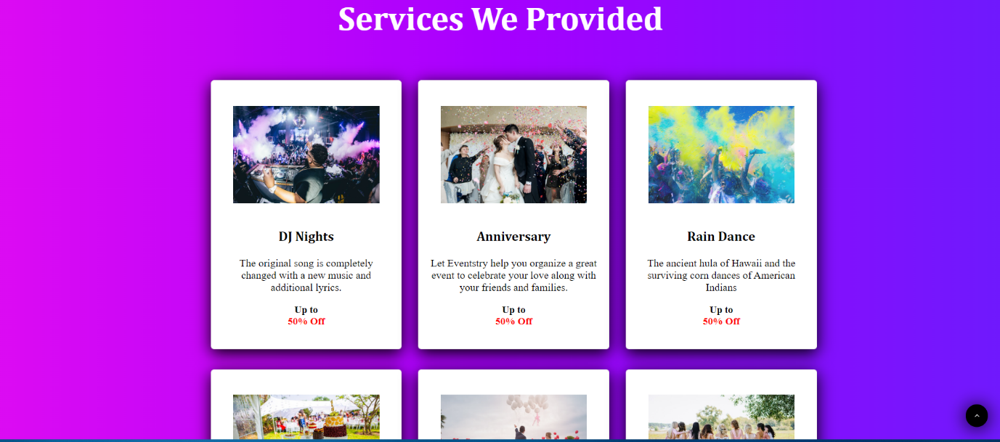 Services We Provided
DJ Nights
The original song is completely
changed with a new music and
additional lyrics.
Up to
50% Off
Anniversary
Let Eventstry help you organize a great
event to celebrate your love along with
your friends and families.
Up to
50% Off
Rain Dance
The ancient hula of Hawaii and the
surviving corn dances of American
Indians
Up to
50% Off